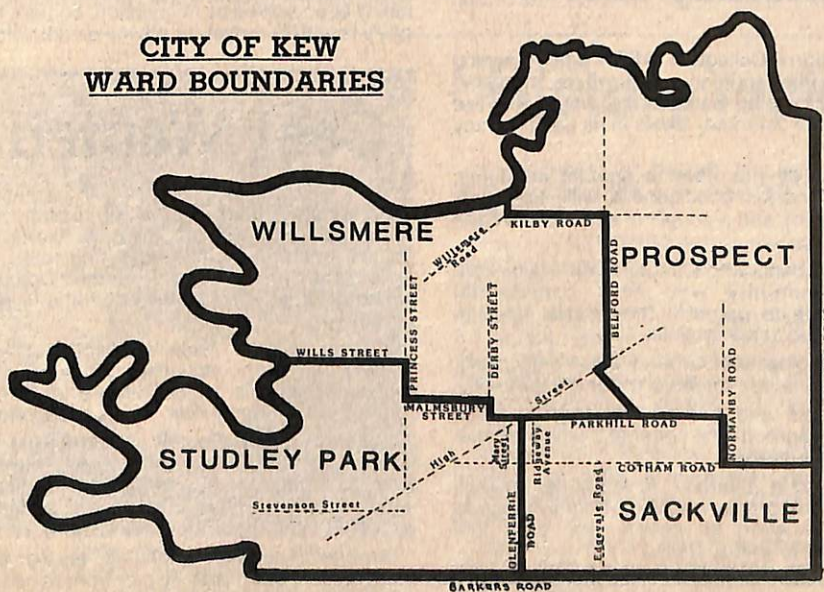 CITY OF KEW
WARD BOUNDARIES
WILLSMERE
Willsmere
Road
KILBY ROAD
BELFORD ROAD
PROSPECT
PRINCESS STREET
DERBY STREET
WILLS STREET
MALMSBURY
STREET
High
Street
PARKHILL ROAD
NORMANBY ROAD
STUDLEY PARK
Mary
Street
Ridgeway
Avenue
COTHAM ROAD
Stevenson Street
GLENFERRIE
ROAD
Edgevale Road
SACKVILLE
BARKERS ROAD